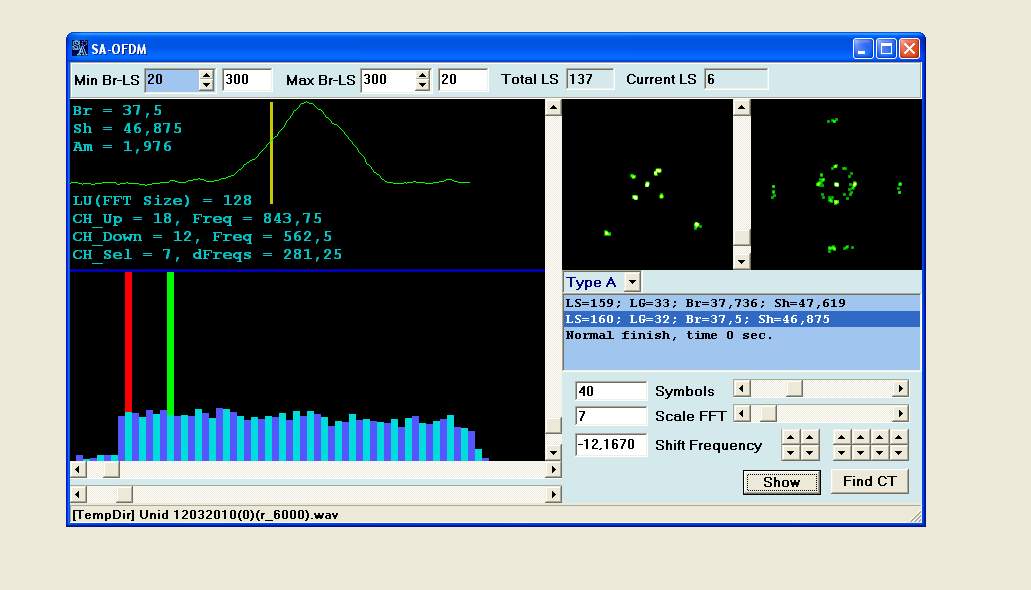 SA-OFDM
Min Br-LS 20 300 Max Br-LS 300 20 Total LS 137 Current LS 6
Br = 37,5
Sh = 46,875
Am = 1,976
LU(FFT Size) = 128
CH_Up = 18, Freq = 843,75
CH_Down = 12, Freq = 562,5
CH_Sel = 7, dFreqs = 281,25
Type A
LS=159; LG=33; Br=37,736; Sh=47,619
LS=160; LG=32; Br=37,5; Sh=46,875
Normal finish, time 0 sec.
40 Symbols
7 Scale FFT
-12,1670 Shift Frequency
Show Find CT
[TempDir] Unid 12032010(0)(r_6000).wav